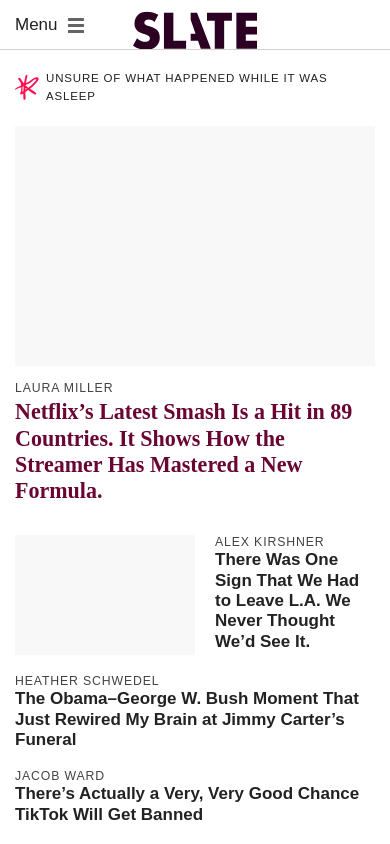 Menu
SLATE
UNSURE OF WHAT HAPPENED WHILE IT WAS
ASLEEP
LAURA MILLER
Netflix’s Latest Smash Is a Hit in 89
Countries. It Shows How the
Streamer Has Mastered a New
Formula.
ALEX KIRSHNER
There Was One
Sign That We Had
to Leave L.A. We
Never Thought
We’d See It.
HEATHER SCHWEDEL
The Obama–George W. Bush Moment That
Just Rewired My Brain at Jimmy Carter’s
Funeral
JACOB WARD
There’s Actually a Very, Very Good Chance
TikTok Will Get Banned